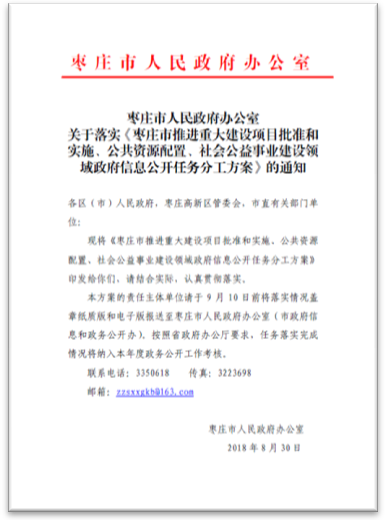 枣庄市人民政府办公室
枣庄市人民政府办公室
关于落实《枣庄市推进重大建设项目批准和
实施、公共资源配置、社会公益事业建设领
域政府信息公开任务分工方案》的通知
各区（市）人民政府，枣庄高新区管委会，市直有关部门单
位：
现将《枣庄市推进重大建设项目批准和实施、公共资源
配置、社会公益事业建设领域政府信息公开任务分工方案》
印发给你们，请结合实际，认真贯彻落实。
本方案的责任主体单位请于 9 月 10 日前将落实情况盖
章纸质版和电子版报送至枣庄市人民政府办公室（市政府信
息和政务公开办）。按照省政府办公厅要求，任务落实完成
情况将纳入本年度政务公开工作考核。
联系电话：3350618 传真：3223698
邮箱：zzsxxgkb@163.com
枣庄市人民政府办公室
2018 年 8 月 30 日